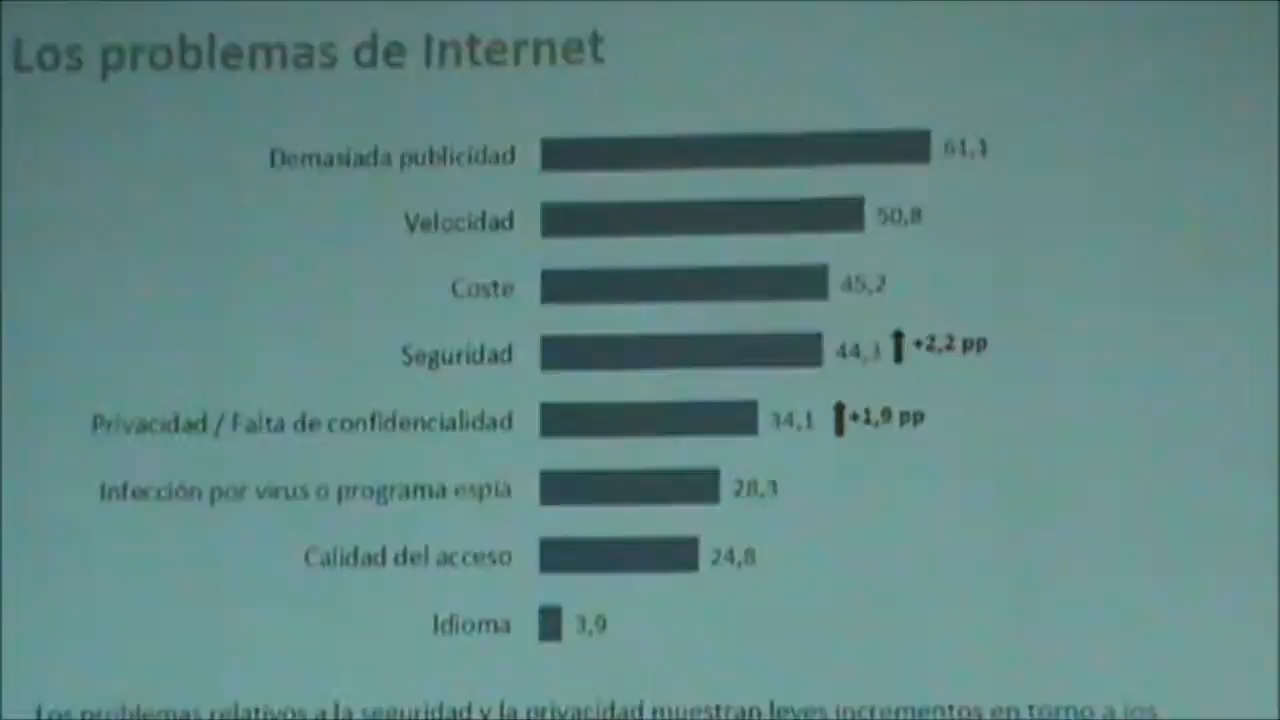 Los problemas de Internet
Demasiada publicidad 61,1
Velocidad 50,8
Coste 45,2
Seguridad 44,3 +2,2 pp
Privacidad / Falta de confidencialidad 34,1 +1,9 pp
Infección por virus o programa espía 28,3
Calidad del acceso 24,8
Idioma 3,9
Los problemas relativos a la seguridad y la privacidad muestran leves incrementos en torno a los